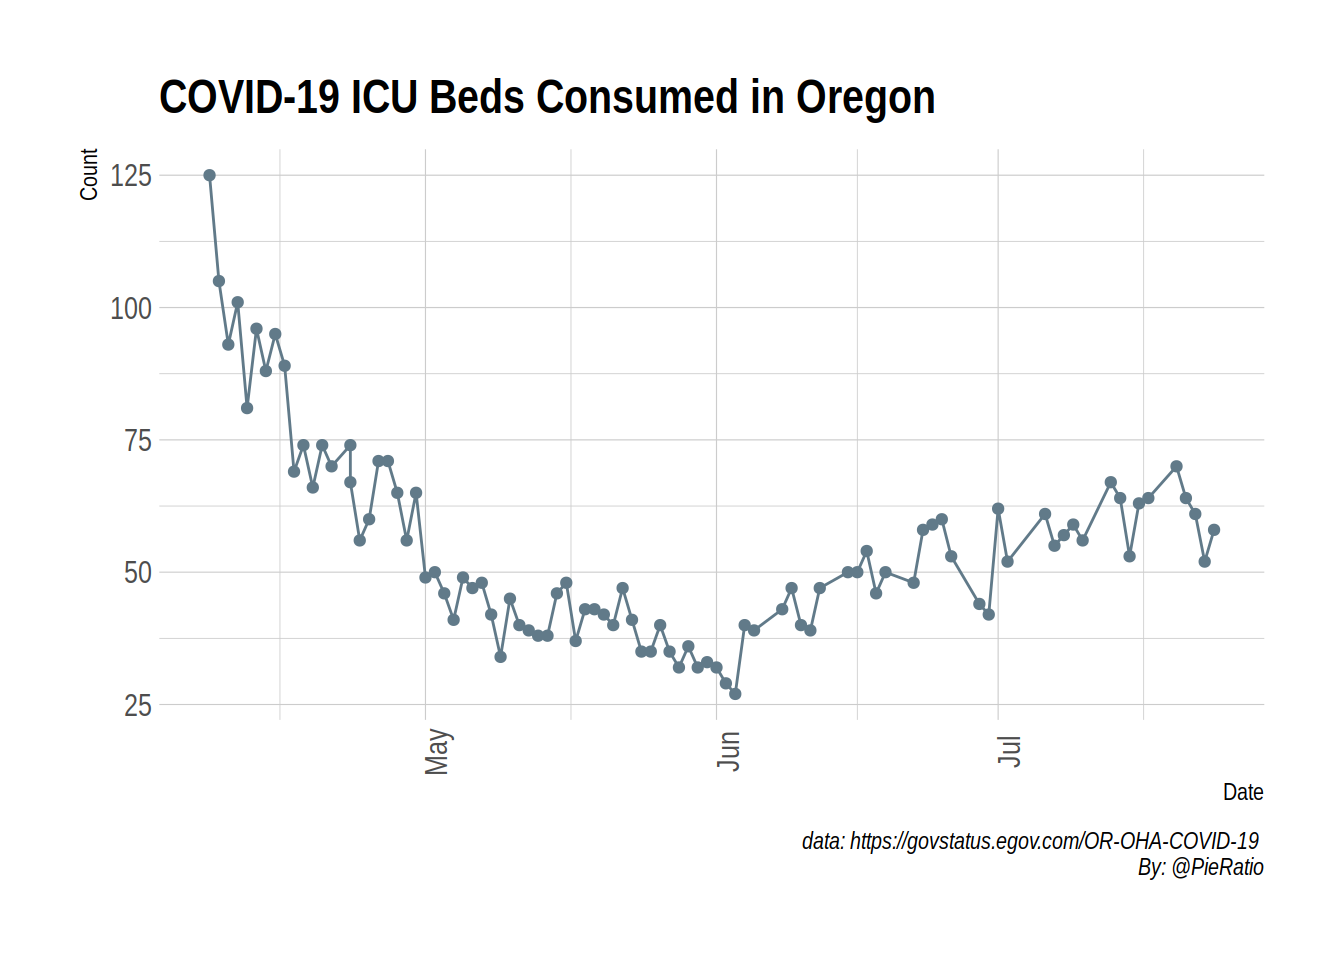 COVID-19 ICU Beds Consumed in Oregon
Count
125
100
75
50
25
May
Jun
Jul
Date
data: https://govstatus.egov.com/OR-OHA-COVID-19
By: @PieRatio